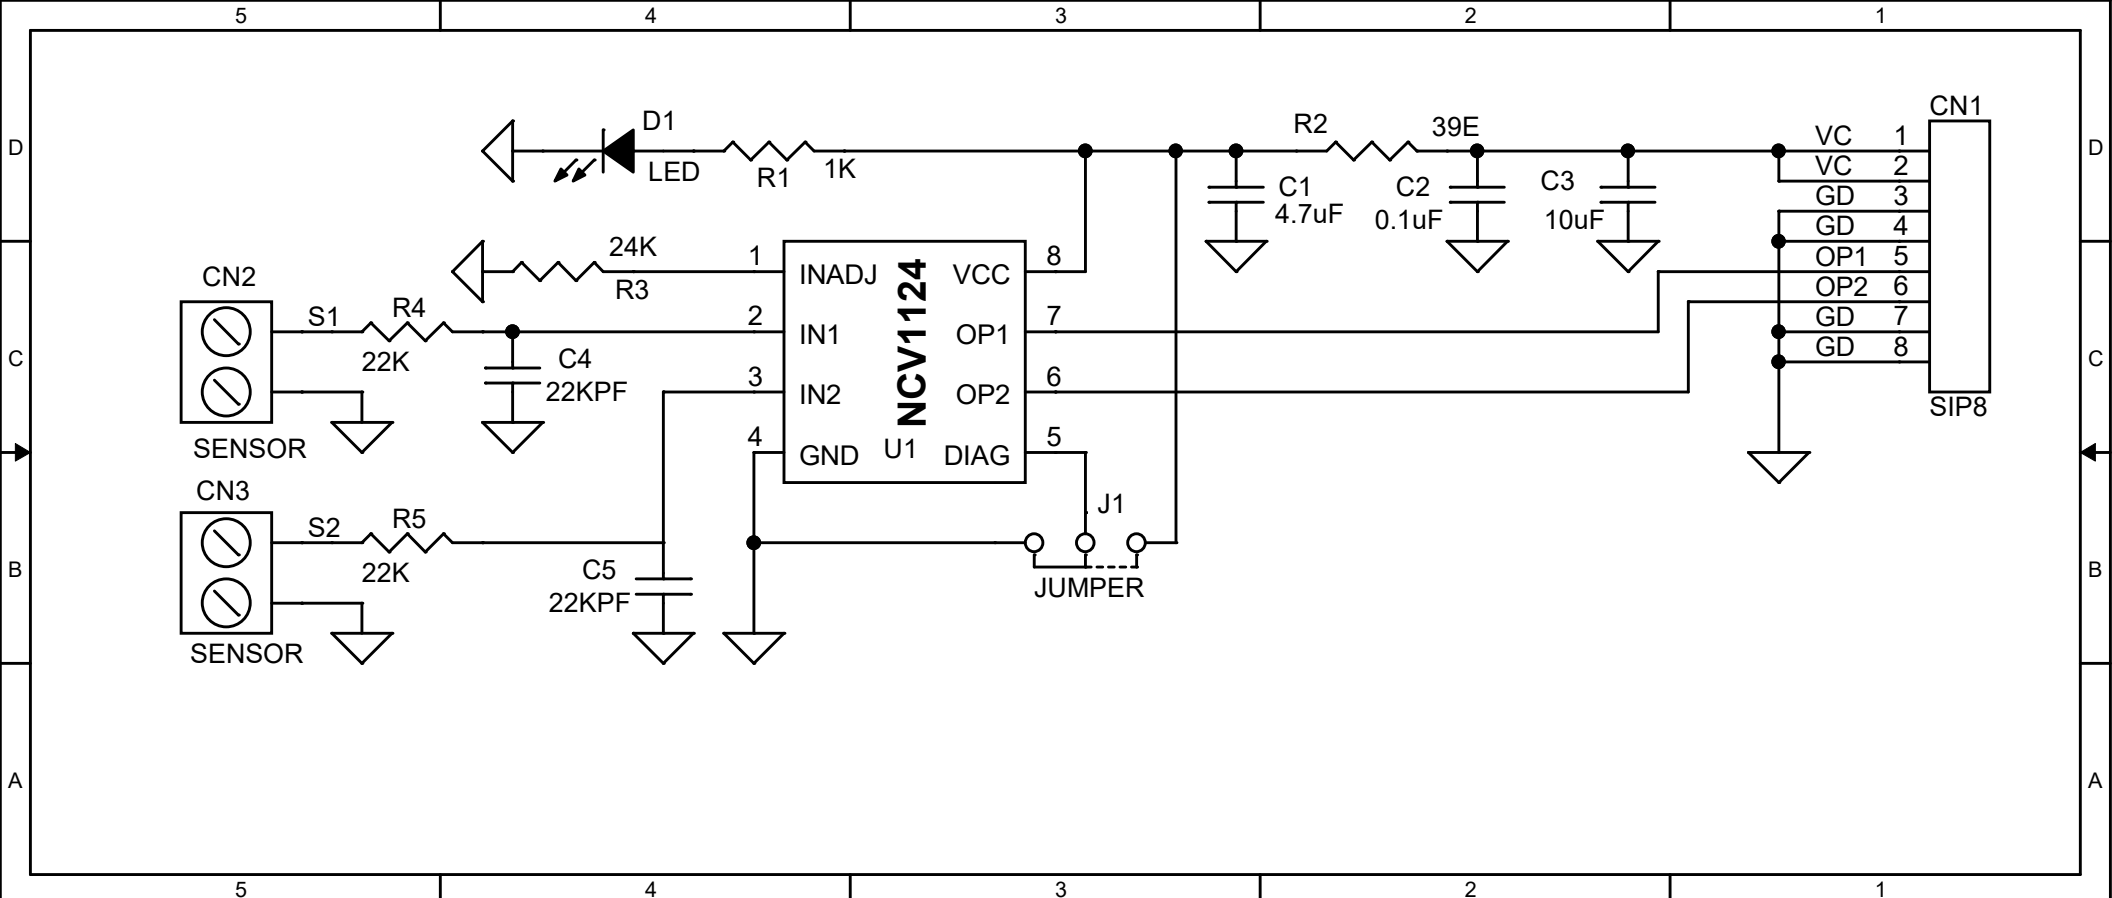 5 4 3 2 1
D D
C C
B B
A A
5 4 3 2 1
D1
LED
R1 1K
R2 39E
C1
4.7uF
C2
0.1uF
C3
10uF
CN1
VC 1
VC 2
GD 3
GD 4
OP1 5
OP2 6
GD 7
GD 8
SIP8
24K
R3
CN2
S1 R4
22K
SENSOR
C4
22KPF
CN3
S2 R5
22K
SENSOR
C5
22KPF
1 INADJ
2 IN1
3 IN2
4 GND
NCV1124
U1
VCC 8
OP1 7
OP2 6
DIAG 5
J1
JUMPER